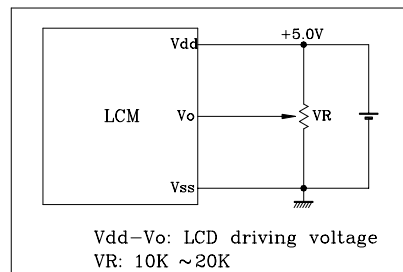 Vdd
+5.0V
LCM
Vo
VR
Vss
Vdd-Vo: LCD driving voltage
VR: 10K ~20K